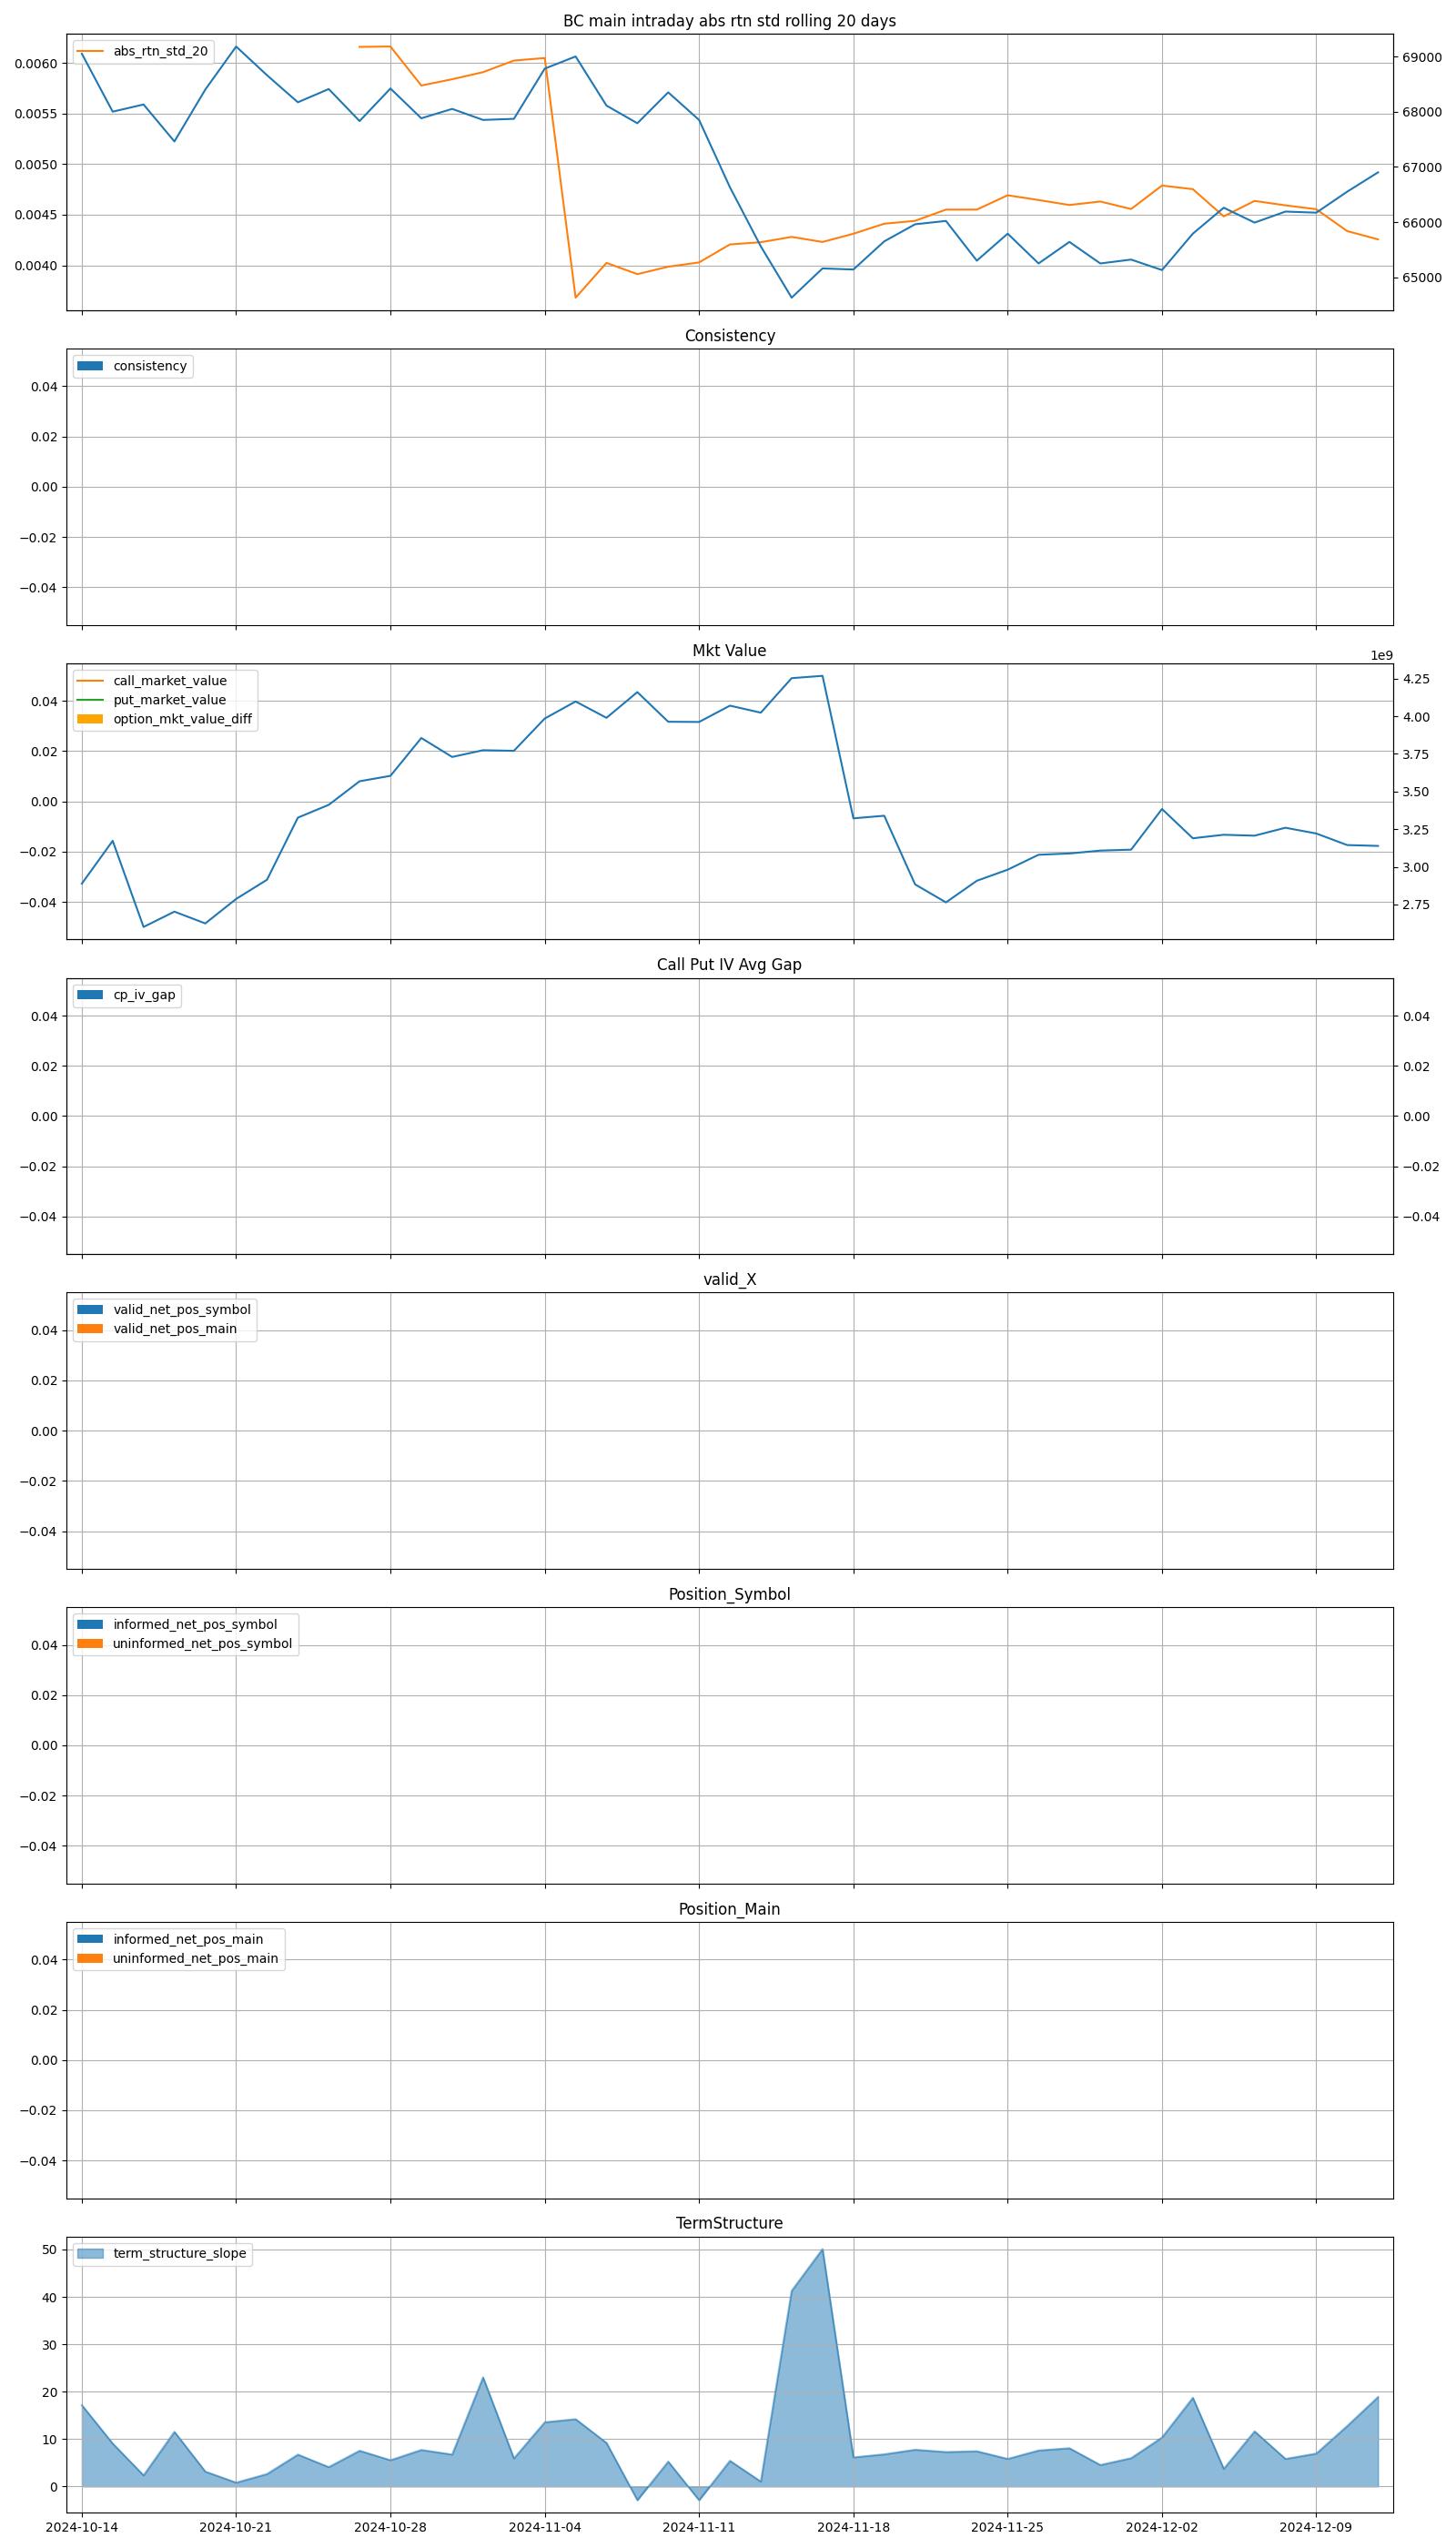 BC main intraday abs rtn std rolling 20 days
abs_rtn_std_20
0.0060
0.0055
0.0050
0.0045
0.0040
69000
68000
67000
66000
65000
Consistency
consistency
0.04
0.02
0.00
−0.02
−0.04
Mkt Value
1e9
call_market_value
put_market_value
option_mkt_value_diff
0.04
0.02
0.00
−0.02
−0.04
4.25
4.00
3.75
3.50
3.25
3.00
2.75
Call Put IV Avg Gap
cp_iv_gap
0.04
0.02
0.00
−0.02
−0.04
0.04
0.02
0.00
−0.02
−0.04
valid_X
valid_net_pos_symbol
valid_net_pos_main
0.04
0.02
0.00
−0.02
−0.04
Position_Symbol
informed_net_pos_symbol
uninformed_net_pos_symbol
0.04
0.02
0.00
−0.02
−0.04
Position_Main
informed_net_pos_main
uninformed_net_pos_main
0.04
0.02
0.00
−0.02
−0.04
TermStructure
term_structure_slope
50
40
30
20
10
0
2024-10-14 2024-10-21 2024-10-28 2024-11-04 2024-11-11 2024-11-18 2024-11-25 2024-12-02 2024-12-09